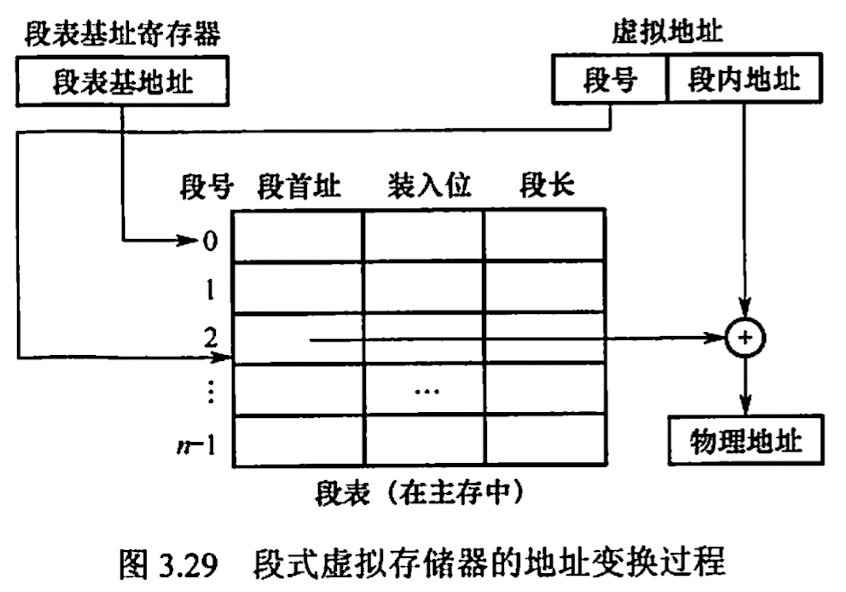 段表基址寄存器
虚拟地址
段表基地址
段号 段内地址
段号 段首址 装入位 段长
0
1
2
+
⋮ …
n-1
物理地址
段表（在主存中）
图 3.29 段式虚拟存储器的地址变换过程